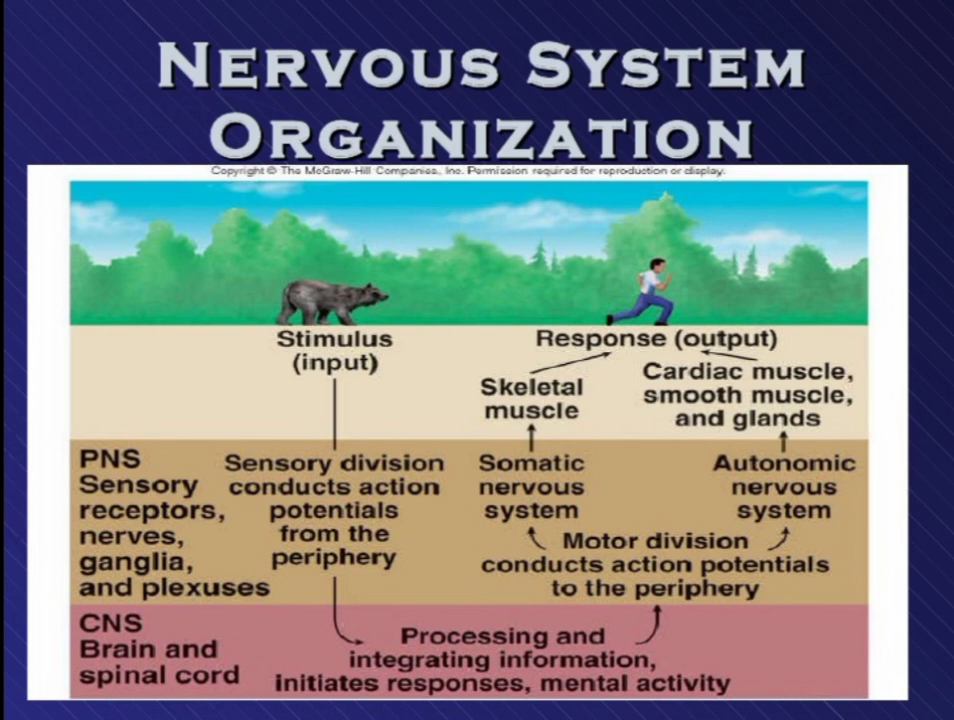 NERVOUS SYSTEM
ORGANIZATION
Copyright © The McGraw-Hill Companies, Inc. Permission required for reproduction or display.
Stimulus
(input)
Response (output)
Skeletal
muscle
Cardiac muscle,
smooth muscle,
and glands
PNS
Sensory
receptors,
nerves,
ganglia,
and plexuses
Sensory division
conducts action
potentials
from the
periphery
Somatic
nervous
system
Autonomic
nervous
system
Motor division
conducts action potentials
to the periphery
CNS
Brain and
spinal cord
Processing and
integrating information,
initiates responses, mental activity